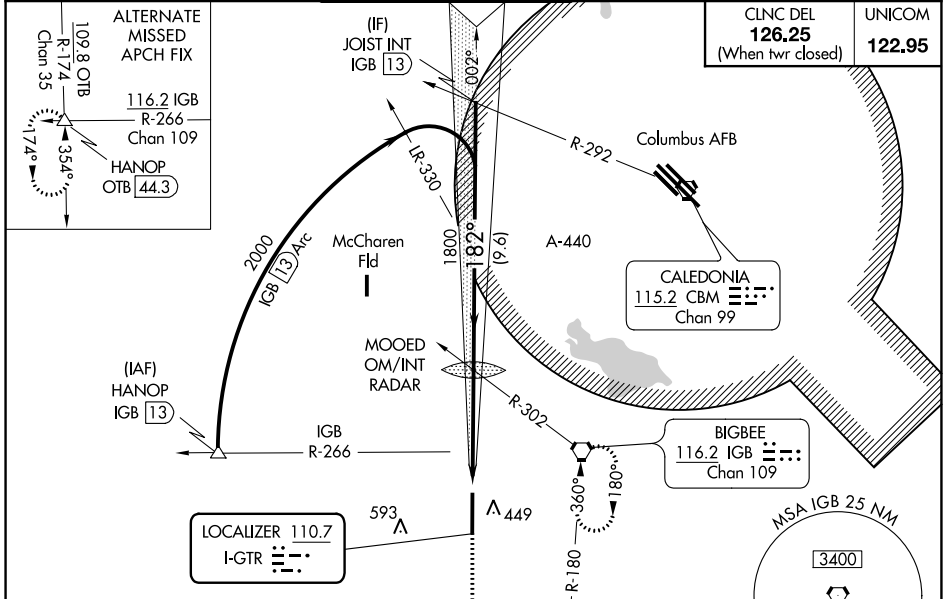 ALTERNATE
MISSED
APCH FIX
109.8 OTB
R-174
Chan 35
116.2 IGB
R-266
Chan 109
174°
354°
HANOP
OTB 44.3
(IF)
JOIST INT
IGB 13
002°
CLNC DEL
126.25
(When twr closed)
UNICOM
122.95
R-292
Columbus AFB
LR-330
2000
IGB 13 Arc
McCharen
Fld
1800
182°
(9.6)
A-440
CALEDONIA
115.2 CBM
Chan 99
MOOED
OM/INT
RADAR
(IAF)
HANOP
IGB 13
R-302
IGB
R-266
BIGBEE
116.2 IGB
Chan 109
360°
180°
R-180
593
449
LOCALIZER 110.7
I-GTR
MSA IGB 25 NM
3400